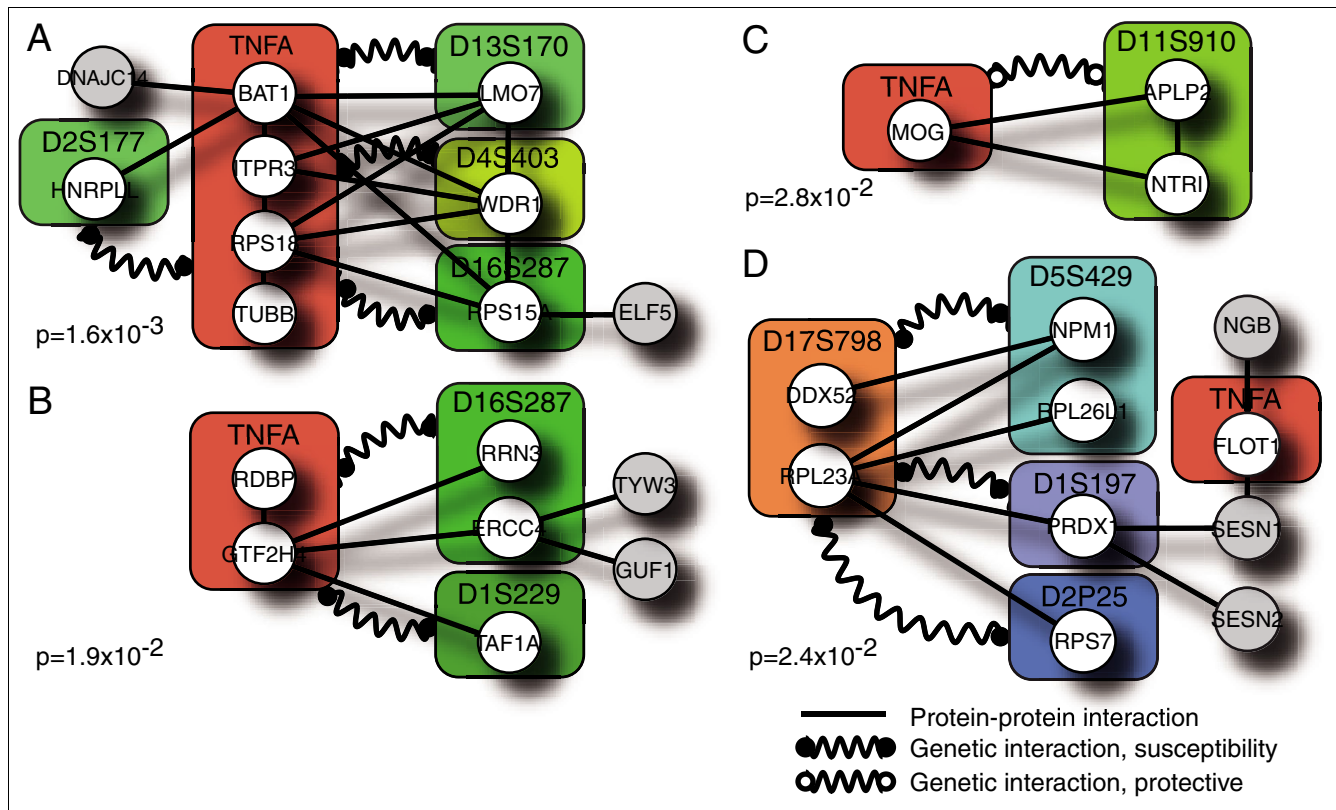 A
TNFA
D13S170
DNAJC14
BAT1
LMO7
D2S177
ITPR3
D4S403
HNRPLL
WDR1
RPS18
D16S287
TUBB
RPS15A
ELF5
p=1.6x10-3
B
TNFA
D16S287
RDBP
RRN3
TYW3
GTF2H4
ERCC4
GUF1
D1S229
TAF1A
p=1.9x10-2
C
D11S910
TNFA
APLP2
MOG
NTRI
p=2.8x10-2
D
D5S429
D17S798
NPM1
NGB
DDX52
RPL26L1
TNFA
RPL23A
FLOT1
D1S197
PRDX1
SESN1
D2P25
SESN2
RPS7
p=2.4x10-2
Protein-protein interaction
Genetic interaction, susceptibility
Genetic interaction, protective